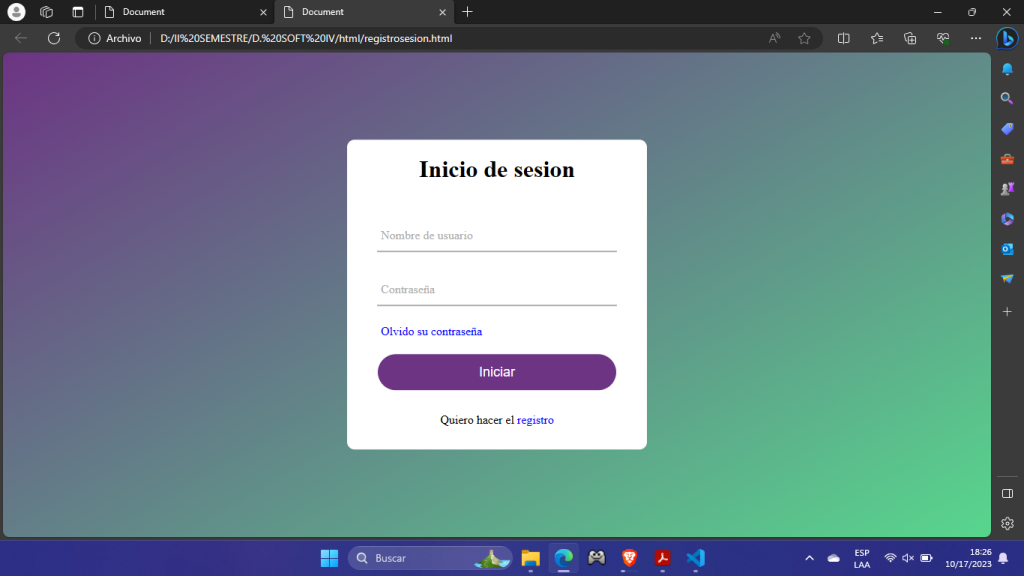 Document
Document
Archivo
D:/II%20SEMESTRE/D.%20SOFT%20IV/html/registrosesion.html
Inicio de sesion
Nombre de usuario
Contraseña
Olvido su contraseña
Iniciar
Quiero hacer el registro
Buscar
ESP
LAA
18:26
10/17/2023